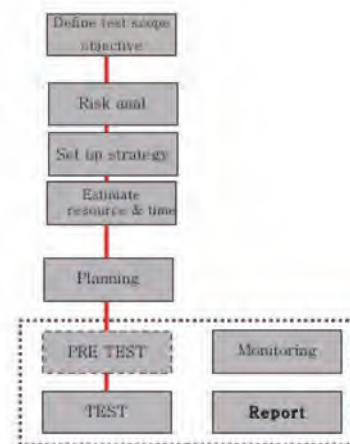 Define test scope
objective
Risk anal
Set up strategy
Estimate
resource & time
Planning
PRE TEST
Monitoring
TEST
Report